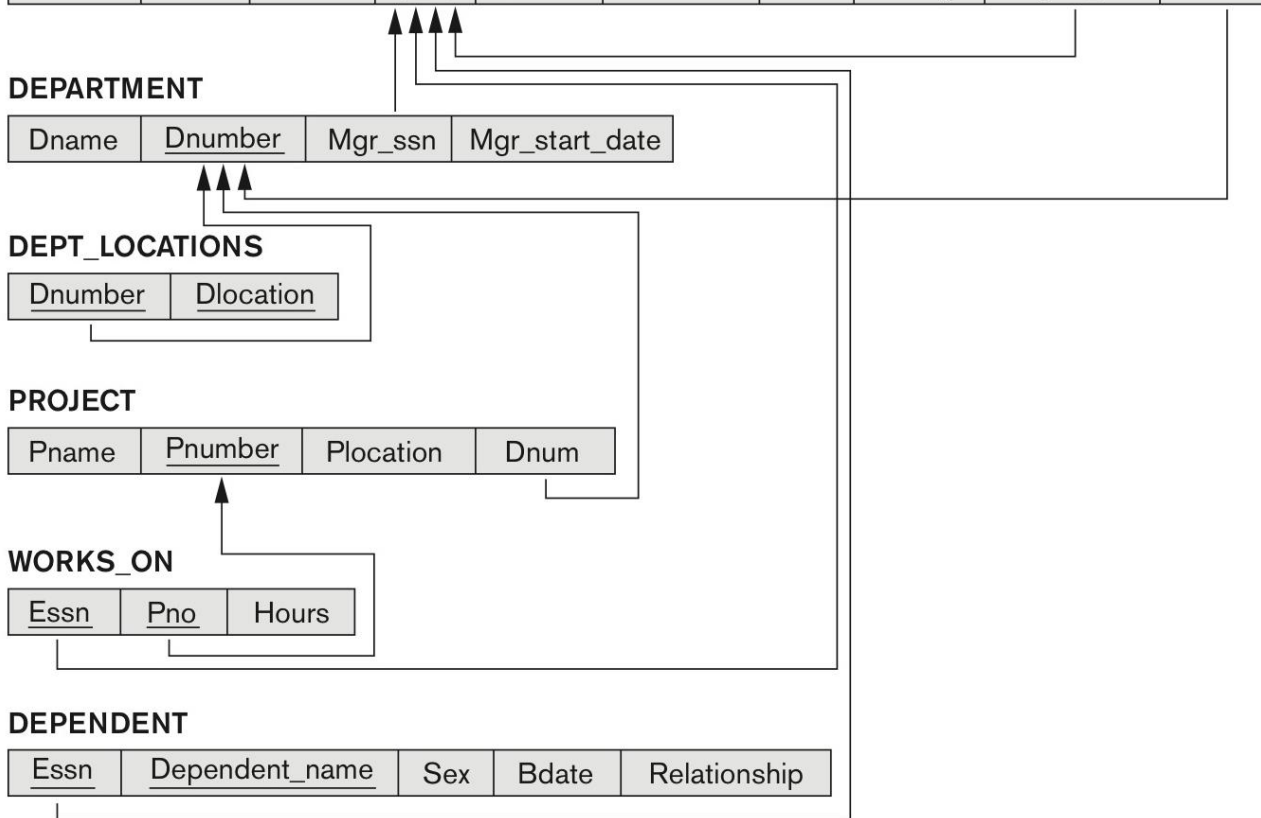 DEPARTMENT
Dname Dnumber Mgr_ssn Mgr_start_date
DEPT_LOCATIONS
Dnumber Dlocation
PROJECT
Pname Pnumber Plocation Dnum
WORKS_ON
Essn Pno Hours
DEPENDENT
Essn Dependent_name Sex Bdate Relationship